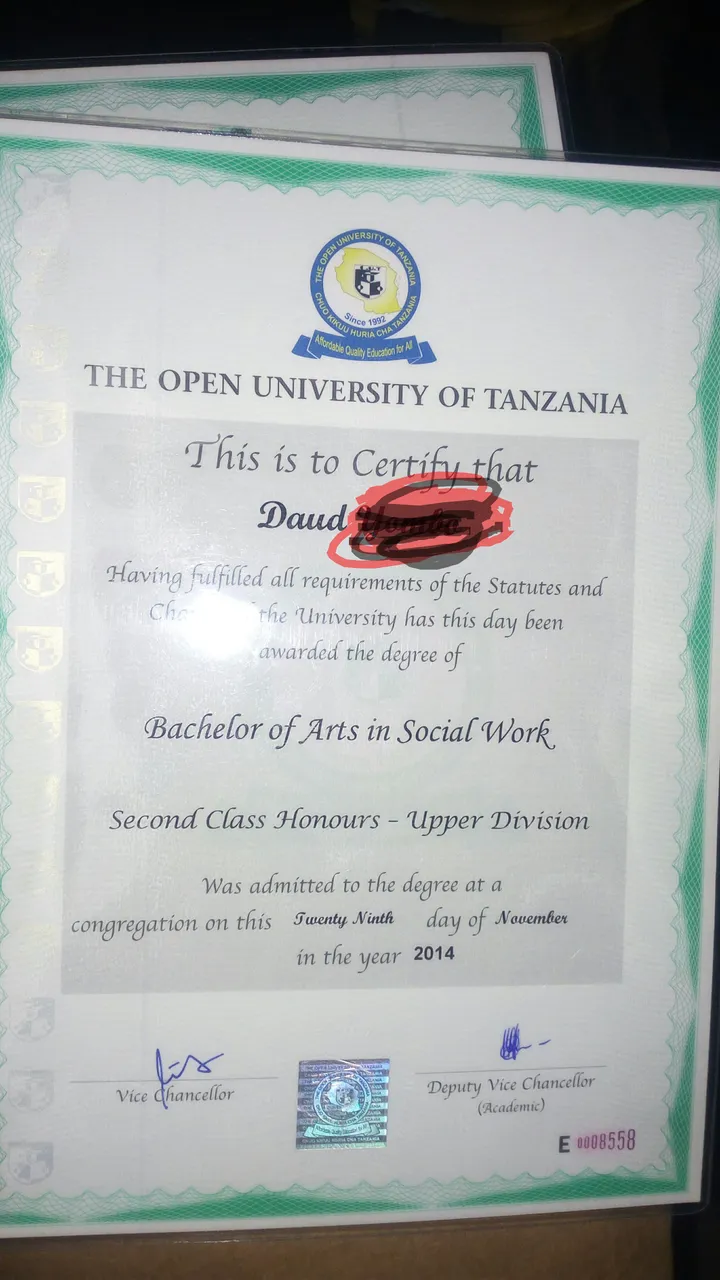 THE OPEN UNIVERSITY OF TANZANIA
CHUO KIKUU HURIA CHA TANZANIA
Since 1992
Affordable Quality Education for All
THE OPEN UNIVERSITY OF TANZANIA
This is to Certify that
Daud
Having fulfilled all requirements of the Statutes and
the University has this day been
awarded the degree of
Bachelor of Arts in Social Work
Second Class Honours – Upper Division
Was admitted to the degree at a
congregation on this Twenty Ninth day of November
in the year 2014
Vice Chancellor
Deputy Vice Chancellor
(Academic)
E 0008558